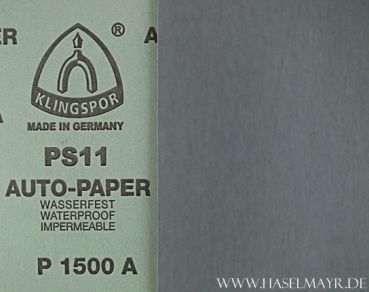 ER
A
®
KLINGSPOR
MADE IN GERMANY
PS11
AUTO-PAPER
WASSERFEST
WATERPROOF
IMPERMEABLE
P 1500 A
WWW.HASELMAYR.DE